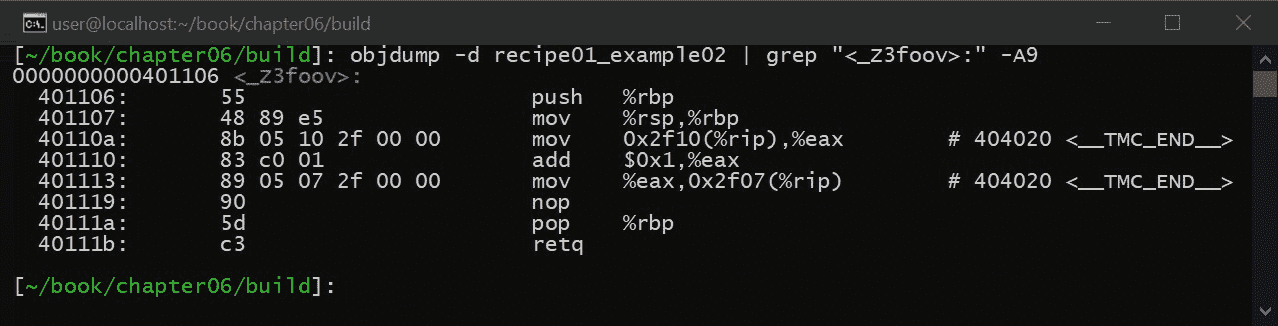 user@localhost:~/book/chapter06/build
[~/book/chapter06/build]: objdump -d recipe01_example02 | grep "<_Z3foov>:" -A9
0000000000401106 <_Z3foov>:
401106: 55 push %rbp
401107: 48 89 e5 mov %rsp,%rbp
40110a: 8b 05 10 2f 00 00 mov 0x2f10(%rip),%eax # 404020 <__TMC_END__>
401110: 83 c0 01 add $0x1,%eax
401113: 89 05 07 2f 00 00 mov %eax,0x2f07(%rip) # 404020 <__TMC_END__>
401119: 90 nop
40111a: 5d pop %rbp
40111b: c3 retq
[~/book/chapter06/build]: